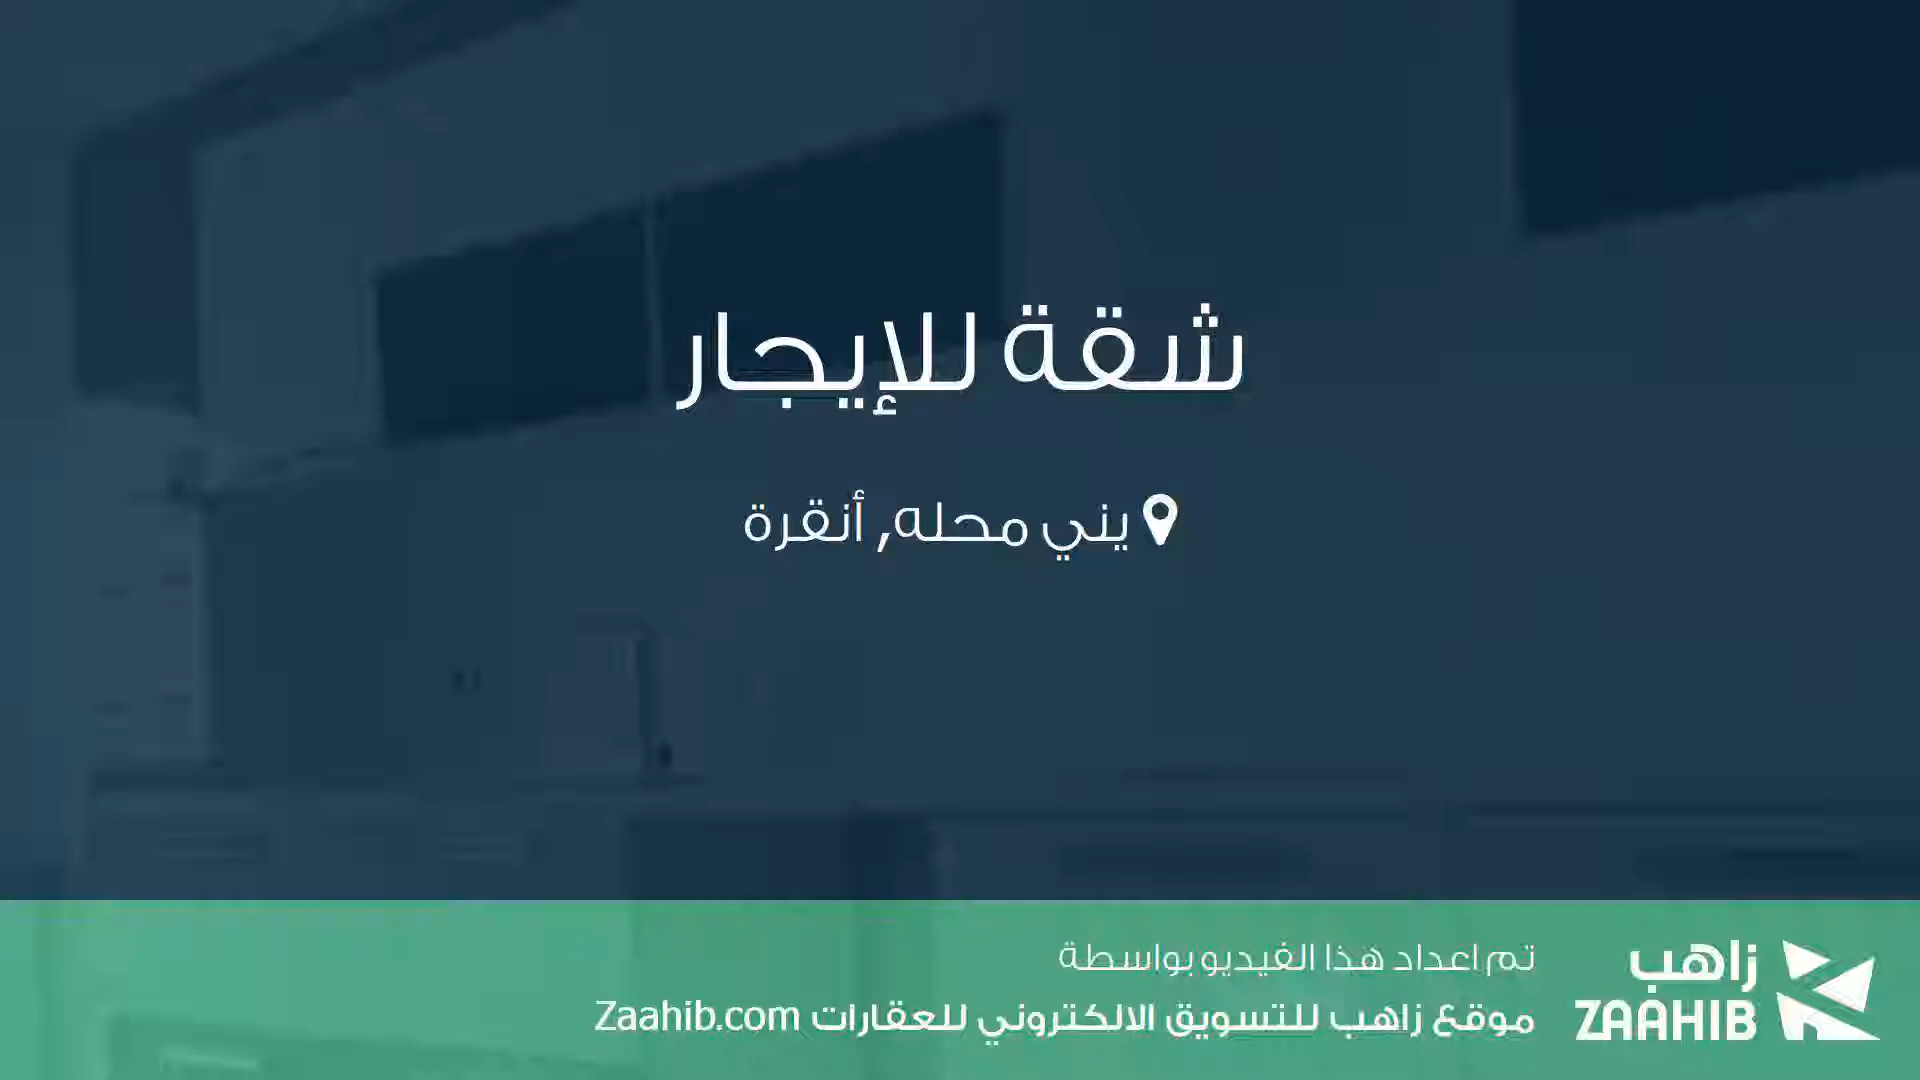 شقة للإيجار
يني محله, أنقرة
تم اعداد هذا الفيديو بواسطة
موقع زاهب للتسويق الالكتروني للعقارات Zaahib.com
زاهب
ZAAHIB